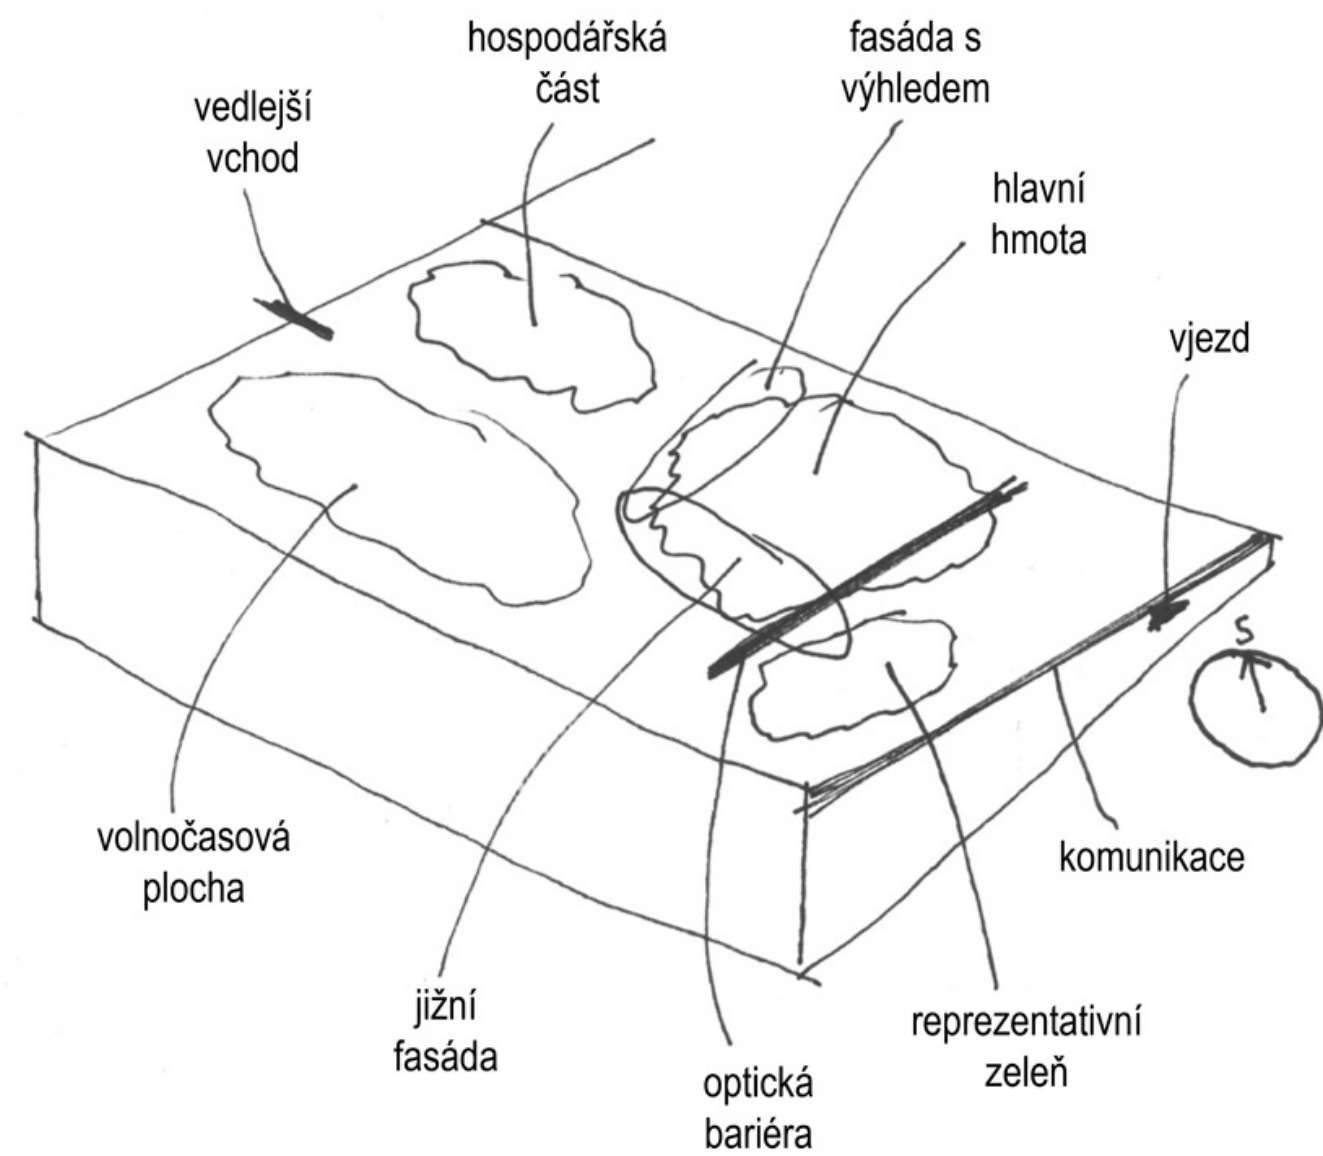 hospodářská
část
fasáda s
výhledem
vedlejší
vchod
hlavní
hmota
vjezd
S
volnočasová
plocha
komunikace
jižní
fasáda
reprezentativní
zeleň
optická
bariéra